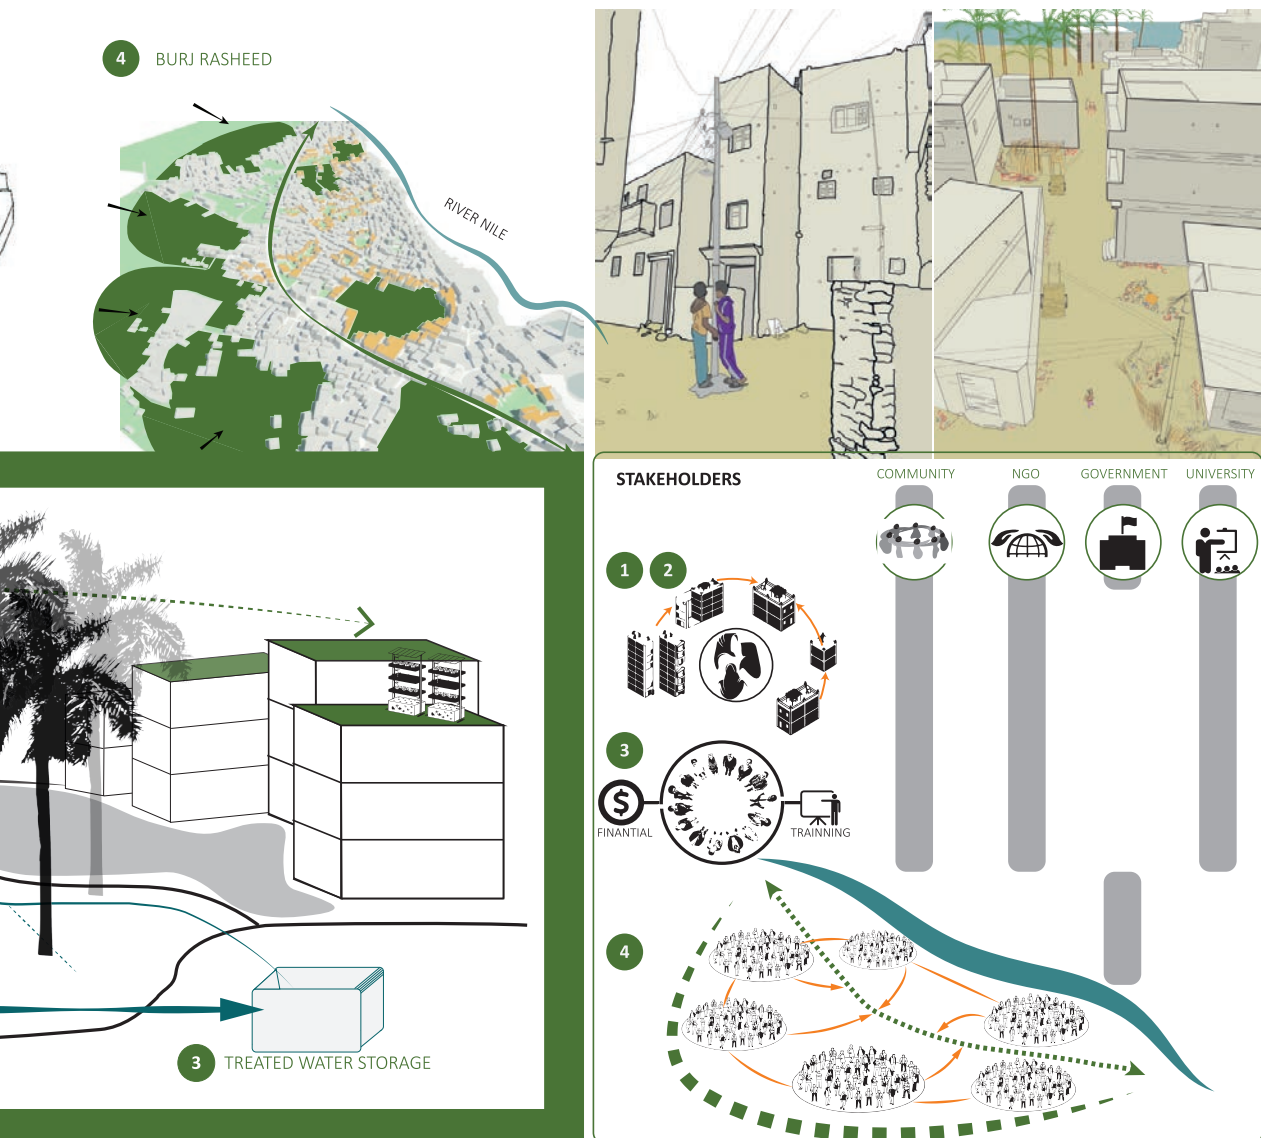 4 BURJ RASHEED
RIVER NILE
STAKEHOLDERS
COMMUNITY
NGO
GOVERNMENT
UNIVERSITY
1 2
3
$
FINANTIAL
TRAINNING
4
3 TREATED WATER STORAGE